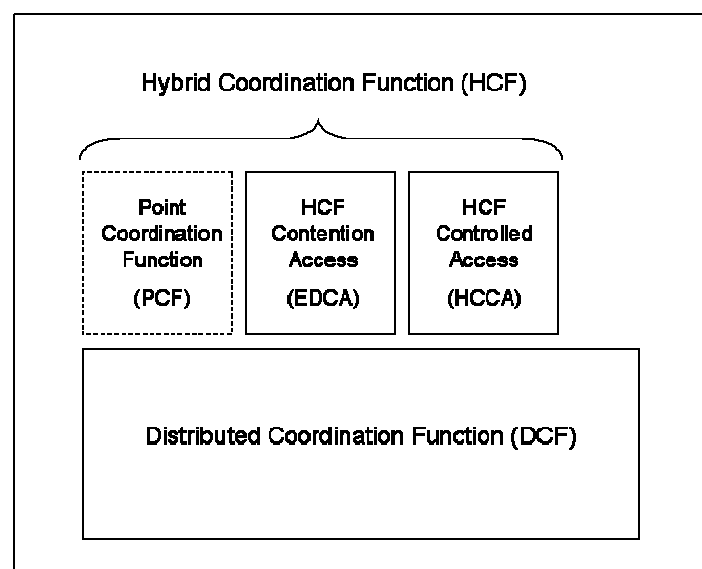 Hybrid Coordination Function (HCF)
Point
Coordination
Function
(PCF)
HCF
Contention
Access
(EDCA)
HCF
Controlled
Access
(HCCA)
Distributed Coordination Function (DCF)